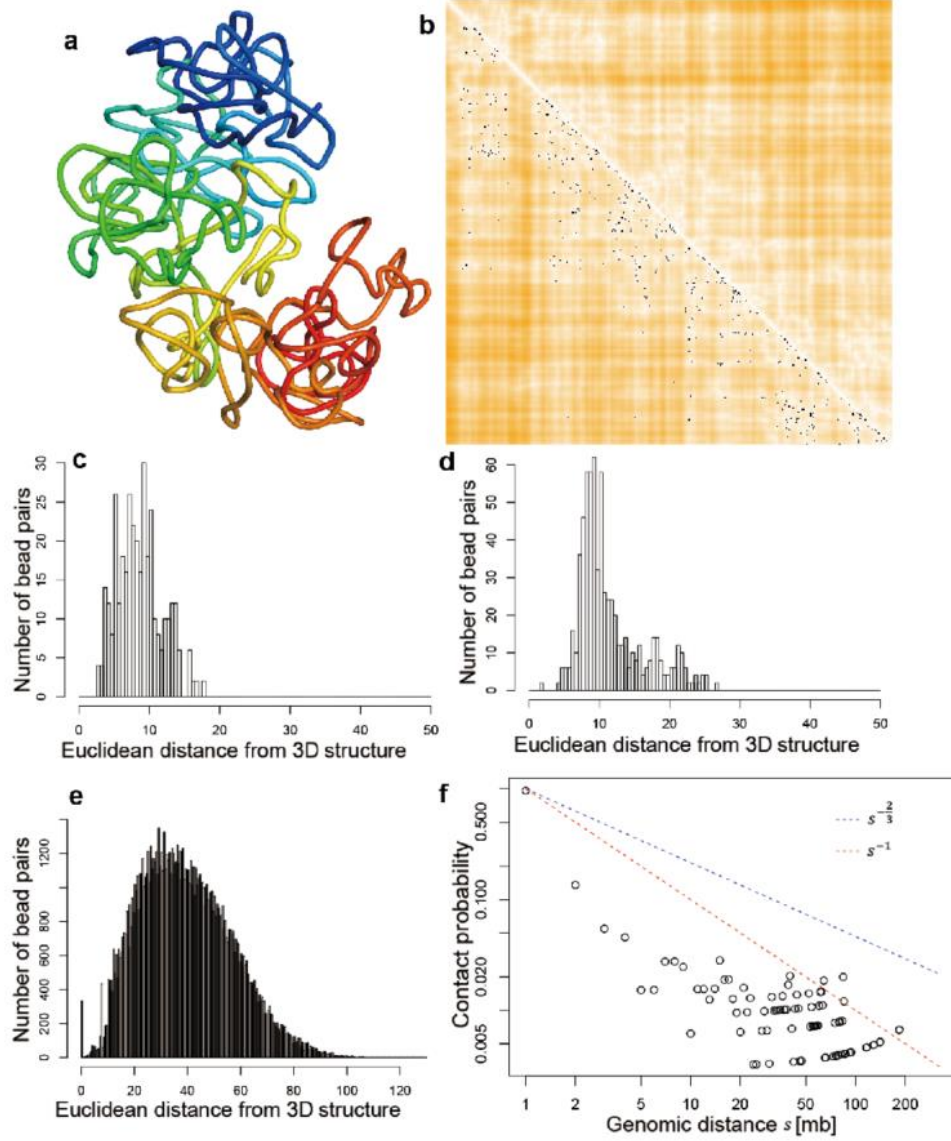 a
b
c
Number of bead pairs
30
25
20
15
10
5
0
0 10 20 30 40 50
Euclidean distance from 3D structure
d
Number of bead pairs
60
50
40
30
20
10
0
0 10 20 30 40 50
Euclidean distance from 3D structure
e
Number of bead pairs
1200
1000
800
600
400
200
0
0 20 40 60 80 100 120
Euclidean distance from 3D structure
f
Contact probability
0.500
0.100
0.020
0.005
s^{-2/3}
s^{-1}
1 2 5 10 20 50 100 200
Genomic distance s [mb]